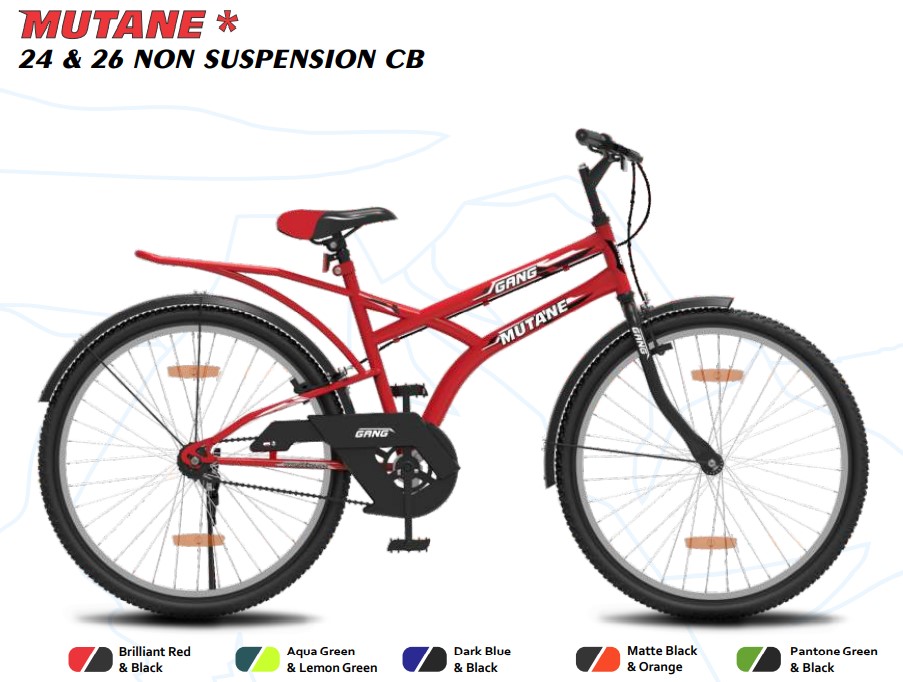 MUTANE *
24 & 26 NON SUSPENSION CB
GANG
MUTANE
GANG
GANG
Brilliant Red
& Black
Aqua Green
& Lemon Green
Dark Blue
& Black
Matte Black
& Orange
Pantone Green
& Black